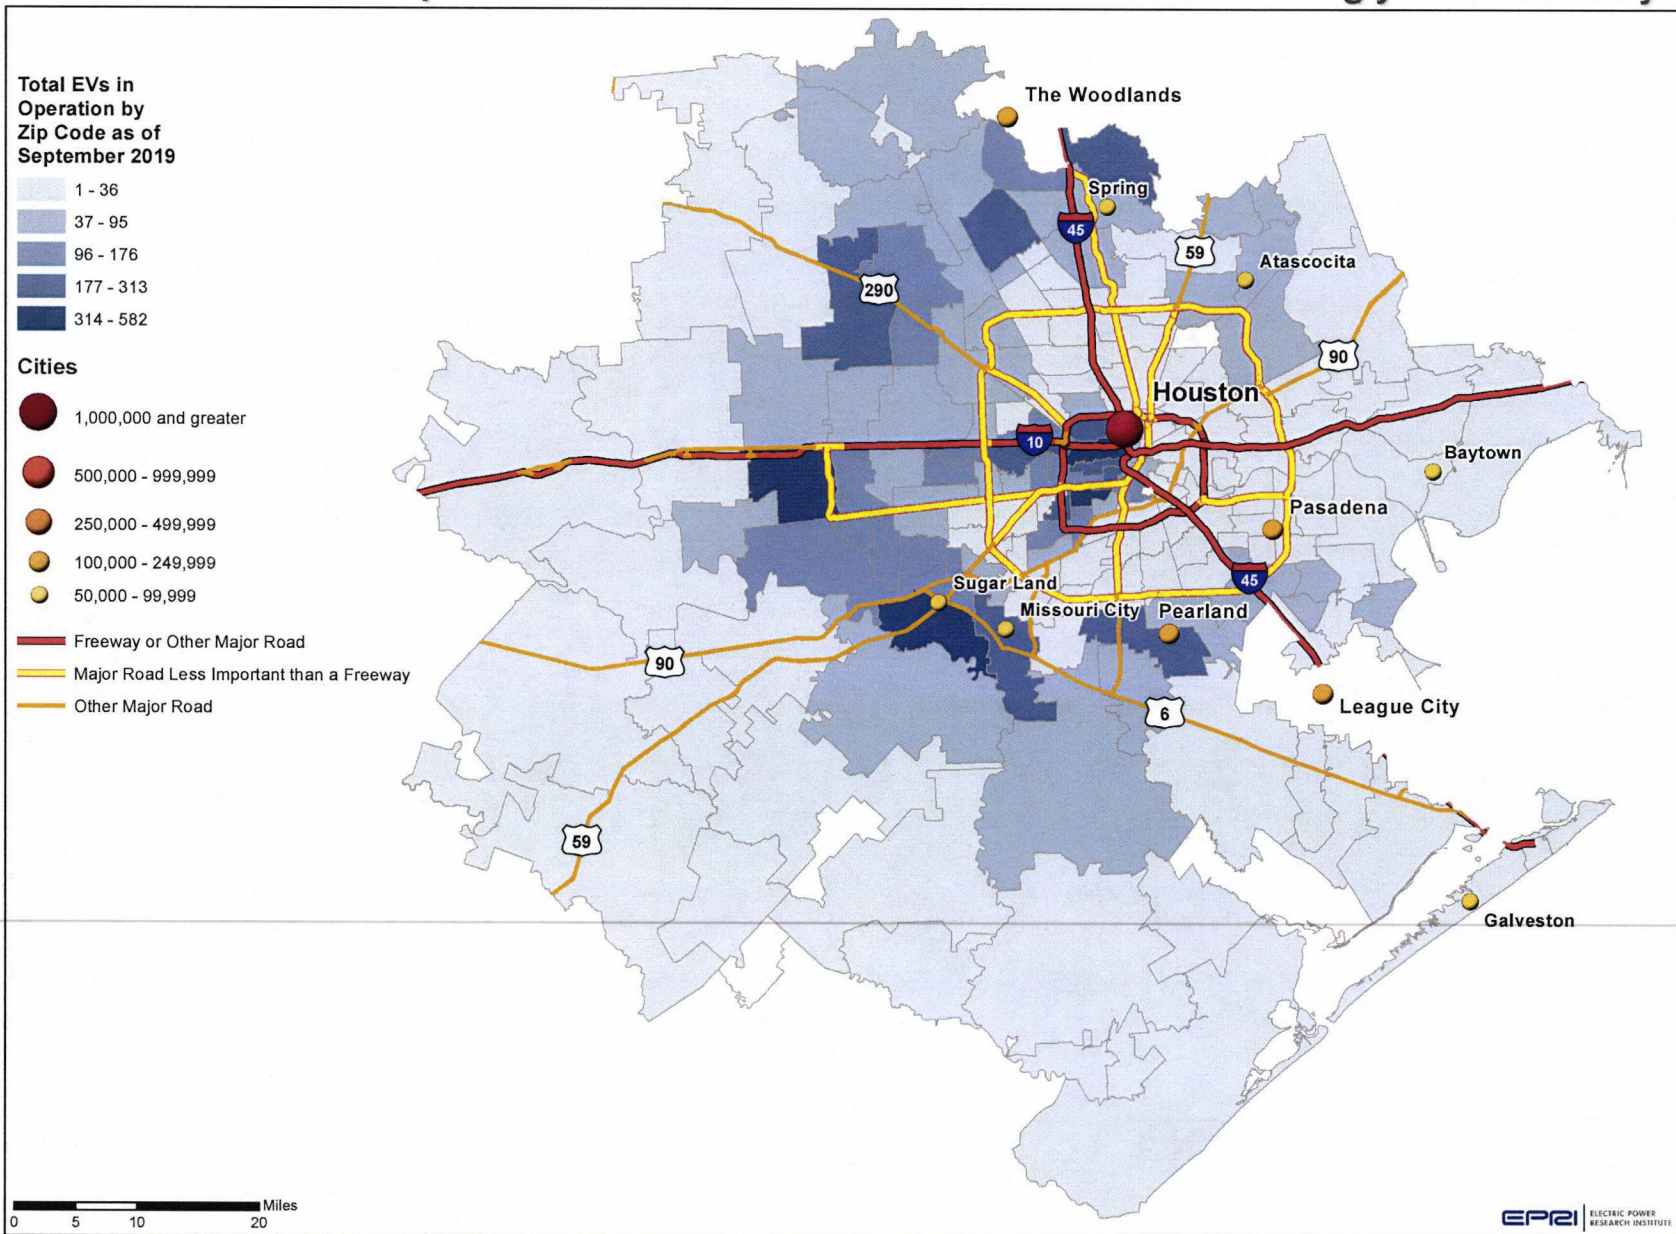 Total EVs in
Operation by
Zip Code as of
September 2019
1 - 36
37 - 95
96 - 176
177 - 313
314 - 582
Cities
1,000,000 and greater
500,000 - 999,999
250,000 - 499,999
100,000 - 249,999
50,000 - 99,999
Freeway or Other Major Road
Major Road Less Important than a Freeway
Other Major Road
The Woodlands
Spring
45
59
Atascocita
290
90
Houston
10
Baytown
Pasadena
45
Sugar Land
Missouri City
Pearland
90
League City
6
59
Galveston
Miles
0 5 10 20
EPRI
ELECTRIC POWER
RESEARCH INSTITUTE